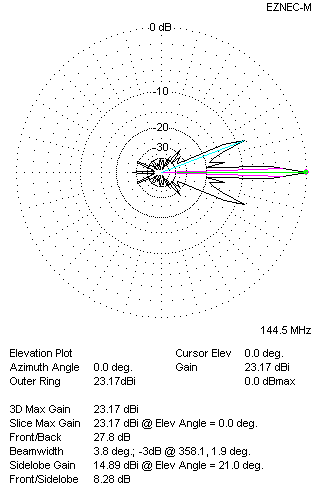 EZNEC-M
0 dB
-10
-20
-30
144.5 MHz
Elevation Plot Cursor Elev 0.0 deg.
Azimuth Angle 0.0 deg. Gain 23.17 dBi
Outer Ring 23.17dBi 0.0 dBmax
3D Max Gain 23.17 dBi
Slice Max Gain 23.17 dBi @ Elev Angle = 0.0 deg.
Front/Back 27.8 dB
Beamwidth 3.8 deg.; -3dB @ 358.1, 1.9 deg.
Sidelobe Gain 14.89 dBi @ Elev Angle = 21.0 deg.
Front/Sidelobe 8.28 dB